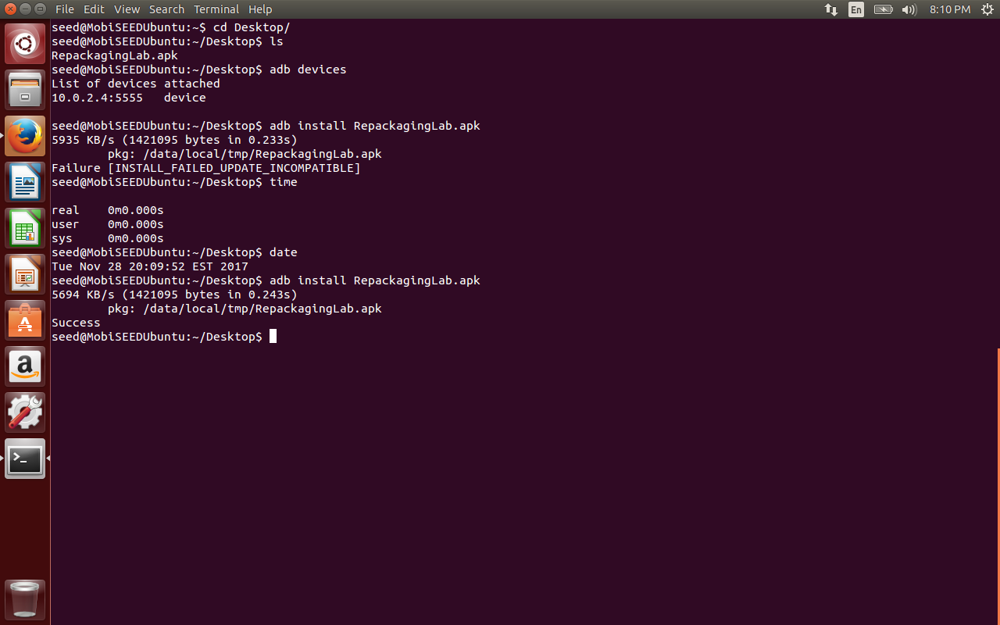 File Edit View Search Terminal Help En 8:10 PM
seed@MobiSEEDUbuntu:~$ cd Desktop/
seed@MobiSEEDUbuntu:~/Desktop$ ls
RepackagingLab.apk
seed@MobiSEEDUbuntu:~/Desktop$ adb devices
List of devices attached
10.0.2.4:5555   device
seed@MobiSEEDUbuntu:~/Desktop$ adb install RepackagingLab.apk
5935 KB/s (1421095 bytes in 0.233s)
        pkg: /data/local/tmp/RepackagingLab.apk
Failure [INSTALL_FAILED_UPDATE_INCOMPATIBLE]
seed@MobiSEEDUbuntu:~/Desktop$ time
real    0m0.000s
user    0m0.000s
sys     0m0.000s
seed@MobiSEEDUbuntu:~/Desktop$ date
Tue Nov 28 20:09:52 EST 2017
seed@MobiSEEDUbuntu:~/Desktop$ adb install RepackagingLab.apk
5694 KB/s (1421095 bytes in 0.243s)
        pkg: /data/local/tmp/RepackagingLab.apk
Success
seed@MobiSEEDUbuntu:~/Desktop$